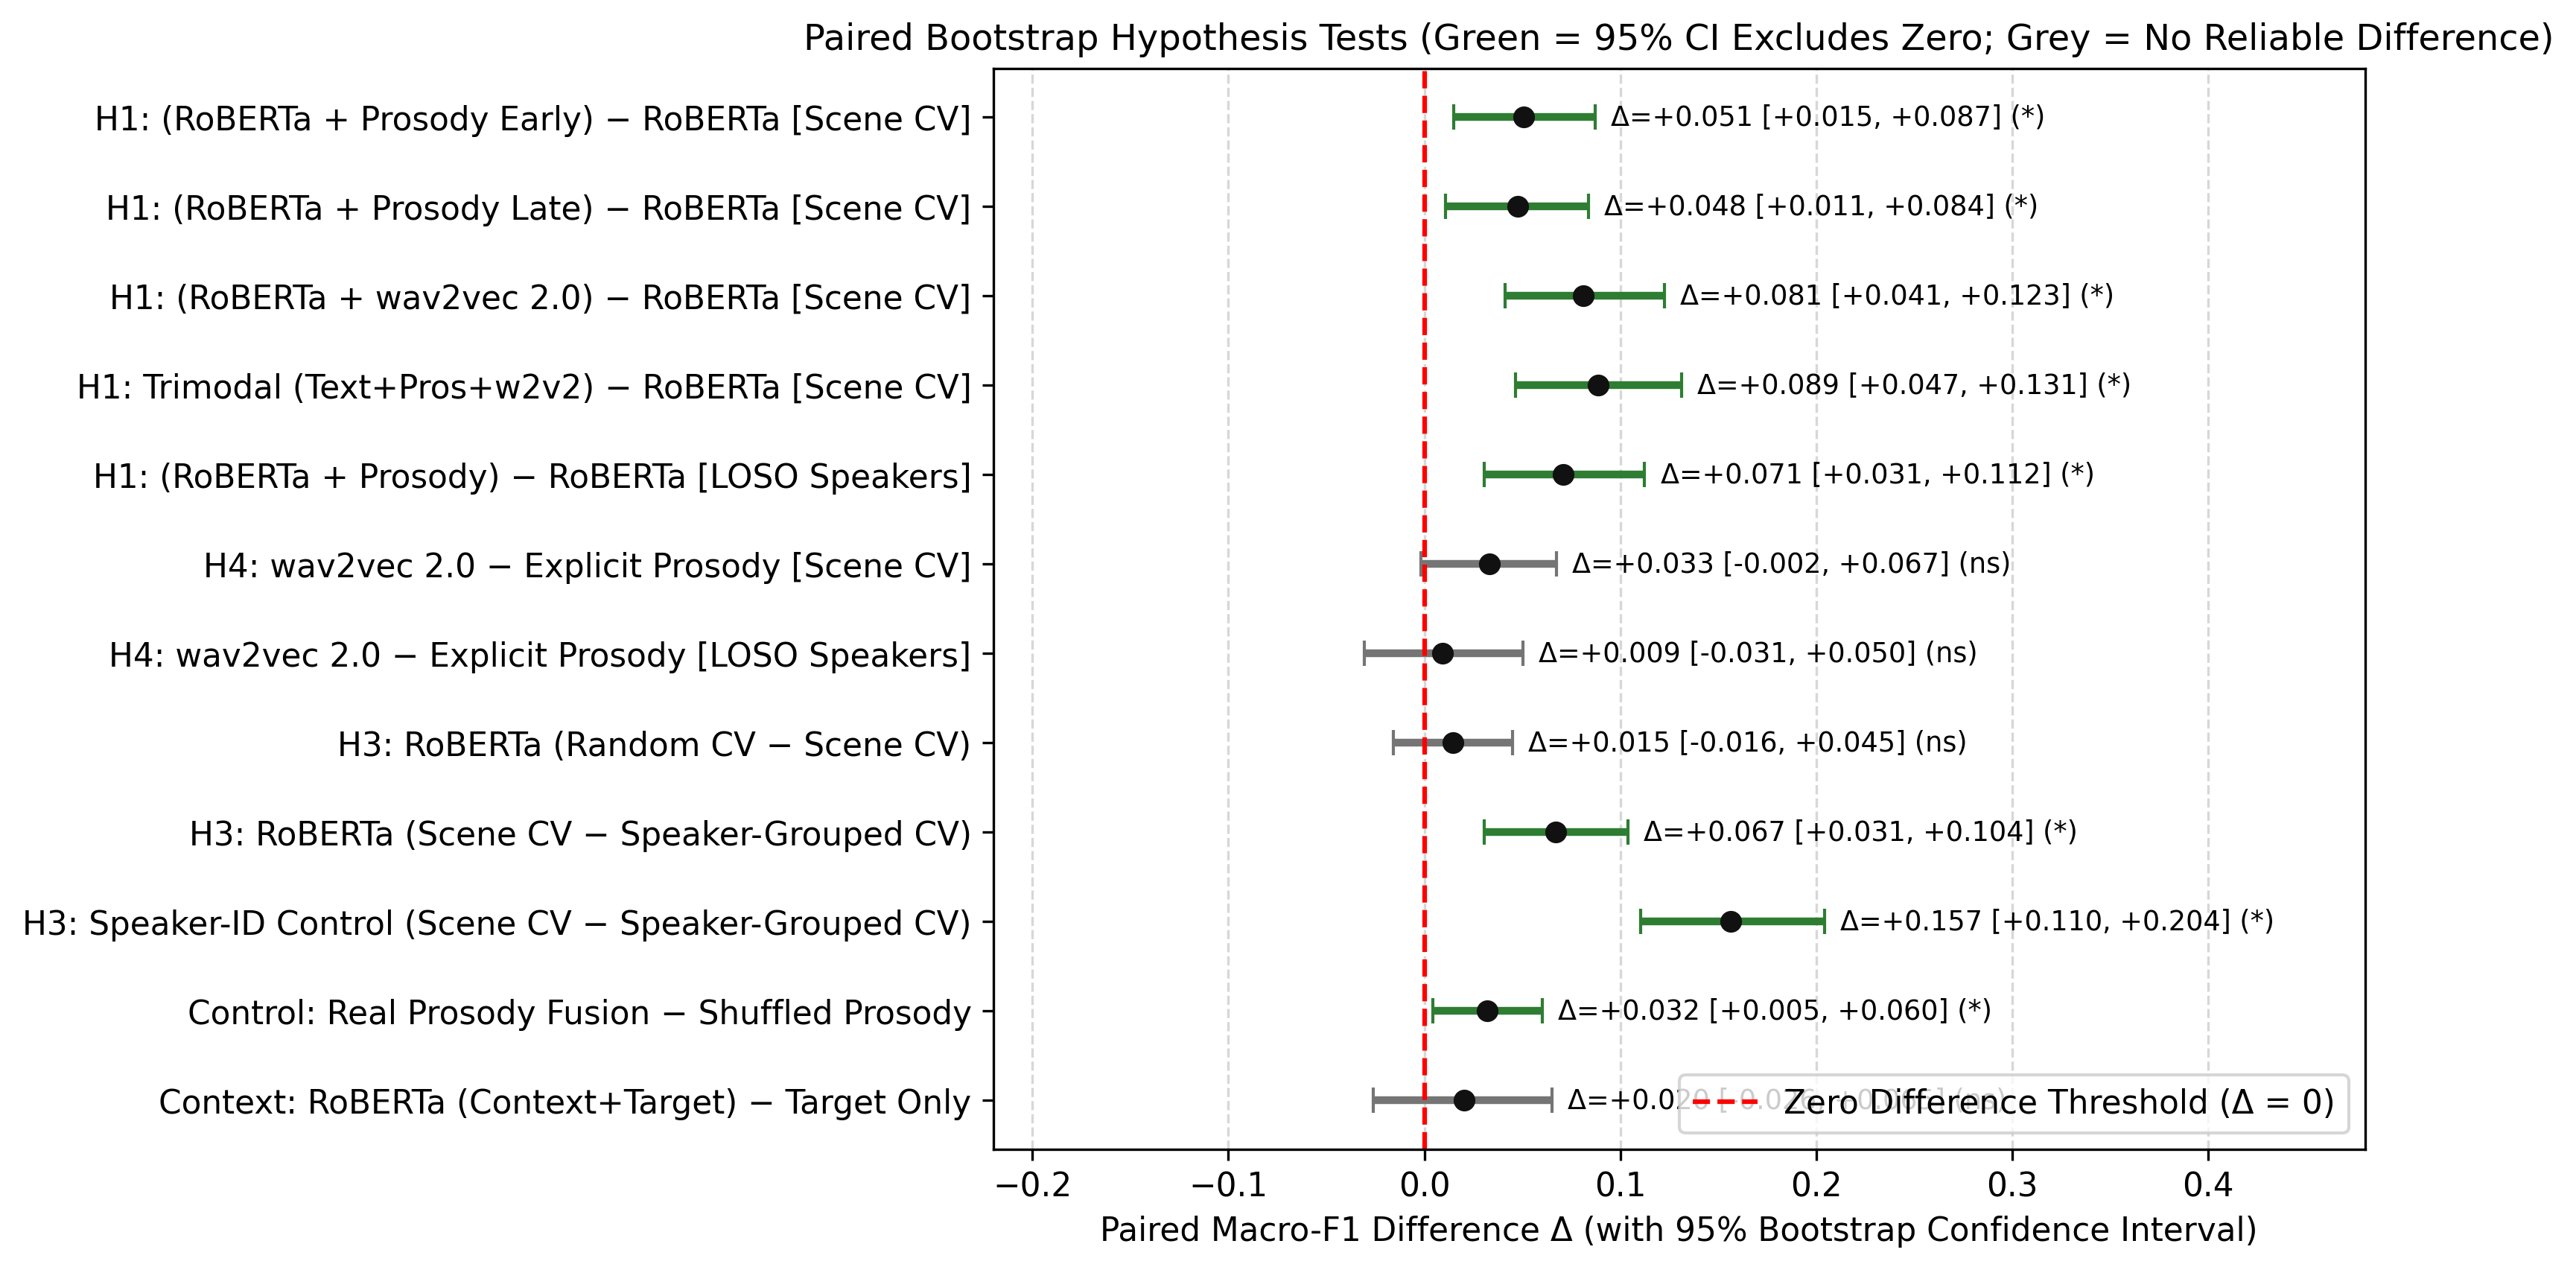 Paired Bootstrap Hypothesis Tests (Green = 95% CI Excludes Zero; Grey = No Reliable Difference)
H1: (RoBERTa + Prosody Early) − RoBERTa [Scene CV]
Δ=+0.051 [+0.015, +0.087] (*)
H1: (RoBERTa + Prosody Late) − RoBERTa [Scene CV]
Δ=+0.048 [+0.011, +0.084] (*)
H1: (RoBERTa + wav2vec 2.0) − RoBERTa [Scene CV]
Δ=+0.081 [+0.041, +0.123] (*)
H1: Trimodal (Text+Pros+w2v2) − RoBERTa [Scene CV]
Δ=+0.089 [+0.047, +0.131] (*)
H1: (RoBERTa + Prosody) − RoBERTa [LOSO Speakers]
Δ=+0.071 [+0.031, +0.112] (*)
H4: wav2vec 2.0 − Explicit Prosody [Scene CV]
Δ=+0.033 [-0.002, +0.067] (ns)
H4: wav2vec 2.0 − Explicit Prosody [LOSO Speakers]
Δ=+0.009 [-0.031, +0.050] (ns)
H3: RoBERTa (Random CV − Scene CV)
Δ=+0.015 [-0.016, +0.045] (ns)
H3: RoBERTa (Scene CV − Speaker-Grouped CV)
Δ=+0.067 [+0.031, +0.104] (*)
H3: Speaker-ID Control (Scene CV − Speaker-Grouped CV)
Δ=+0.157 [+0.110, +0.204] (*)
Control: Real Prosody Fusion − Shuffled Prosody
Δ=+0.032 [+0.005, +0.060] (*)
Context: RoBERTa (Context+Target) − Target Only
Δ=+0.020
Zero Difference Threshold (Δ = 0)
−0.2 −0.1 0.0 0.1 0.2 0.3 0.4
Paired Macro-F1 Difference Δ (with 95% Bootstrap Confidence Interval)